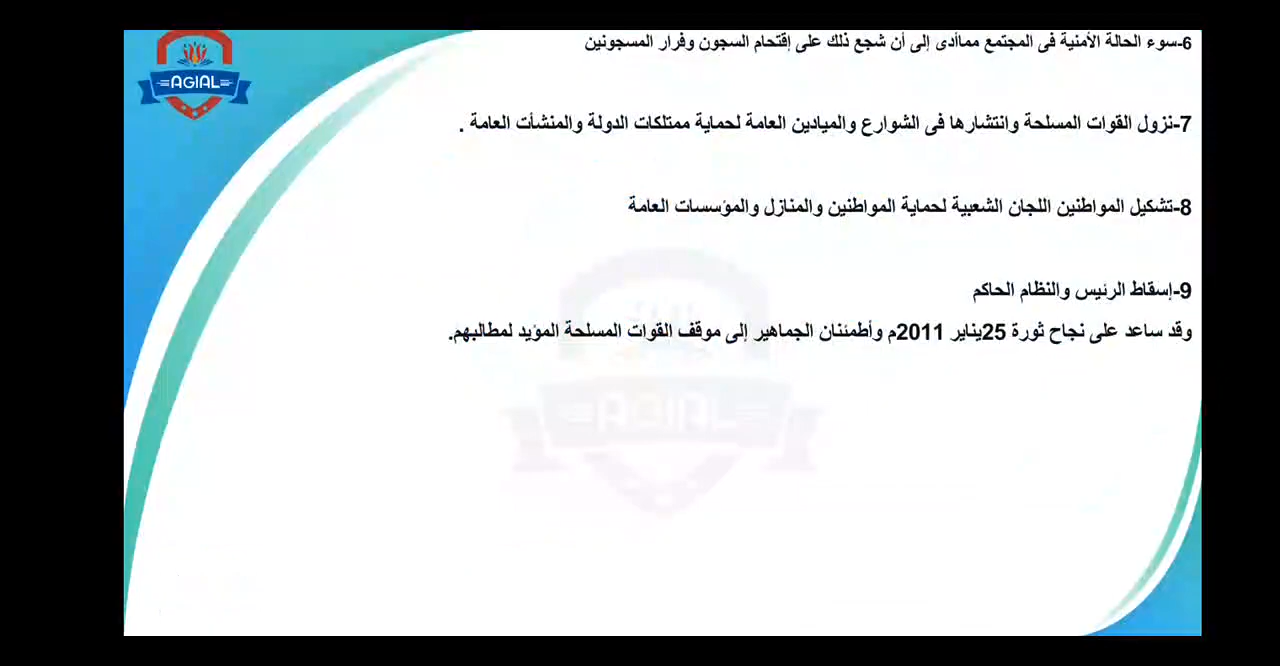 AGIAL
6-سوء الحالة الأمنية فى المجتمع مماأدى إلى أن شجع ذلك على إقتحام السجون وفرار المسجونين
7-نزول القوات المسلحة وانتشارها فى الشوارع والميادين العامة لحماية ممتلكات الدولة والمنشأت العامة .
8-تشكيل المواطنين اللجان الشعبية لحماية المواطنين والمنازل والمؤسسات العامة
9-إسقاط الرئيس والنظام الحاكم
وقد ساعد على نجاح ثورة 25يناير 2011م وأطمئنان الجماهير إلى موقف القوات المسلحة المؤيد لمطالبهم.
AGIAL